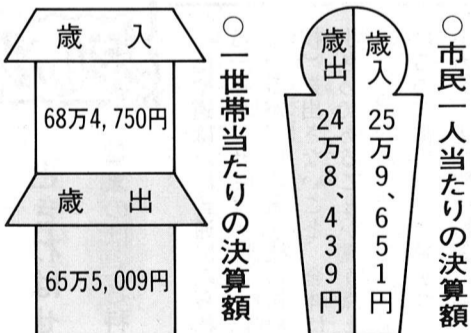 ○市民一人当たりの決算額
歳入 25万9、651円
歳出 24万8、439円
○一世帯当たりの決算額
歳入
68万4,750円
歳出
65万5,009円